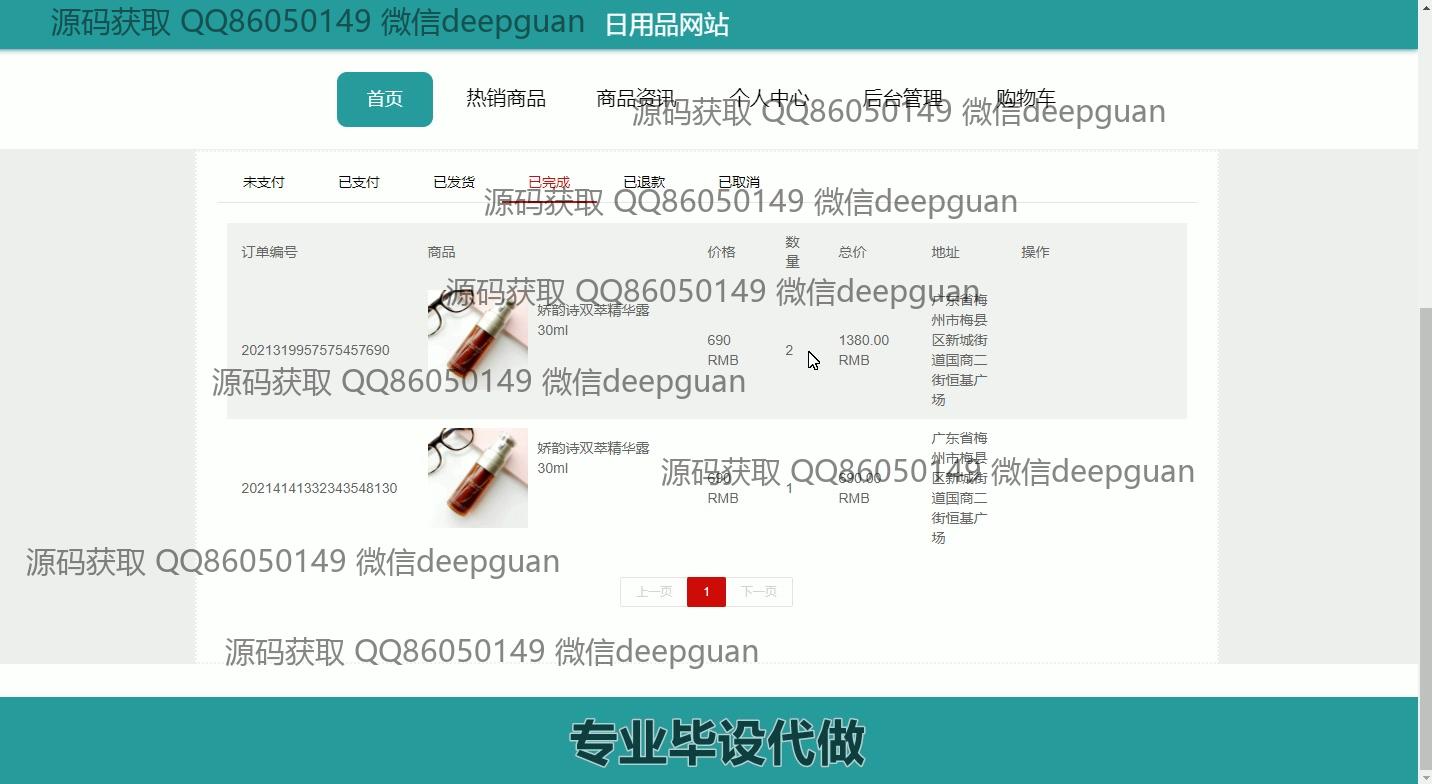 源码获取 QQ86050149 微信deepguan
日用品网站
首页 热销商品 商品资讯 个人中心 后台管理 购物车
源码获取 QQ86050149 微信deepguan
未支付 已支付 已发货 已完成 已退款 已取消
源码获取 QQ86050149 微信deepguan
订单编号 商品 价格 数量 总价 地址 操作
源码获取 QQ86050149 微信deepguan
2021319957575457690
娇韵诗双萃精华露
30ml
690
RMB
2
1380.00
RMB
广东省梅
州市梅县
区新城街
道国商二
街恒基广
场
源码获取 QQ86050149 微信deepguan
20214141332343548130
娇韵诗双萃精华露
30ml
690
RMB
1
690.00
RMB
广东省梅
州市梅县
区新城街
道国商二
街恒基广
场
源码获取 QQ86050149 微信deepguan
源码获取 QQ86050149 微信deepguan
上一页 1 下一页
源码获取 QQ86050149 微信deepguan
专业毕设代做